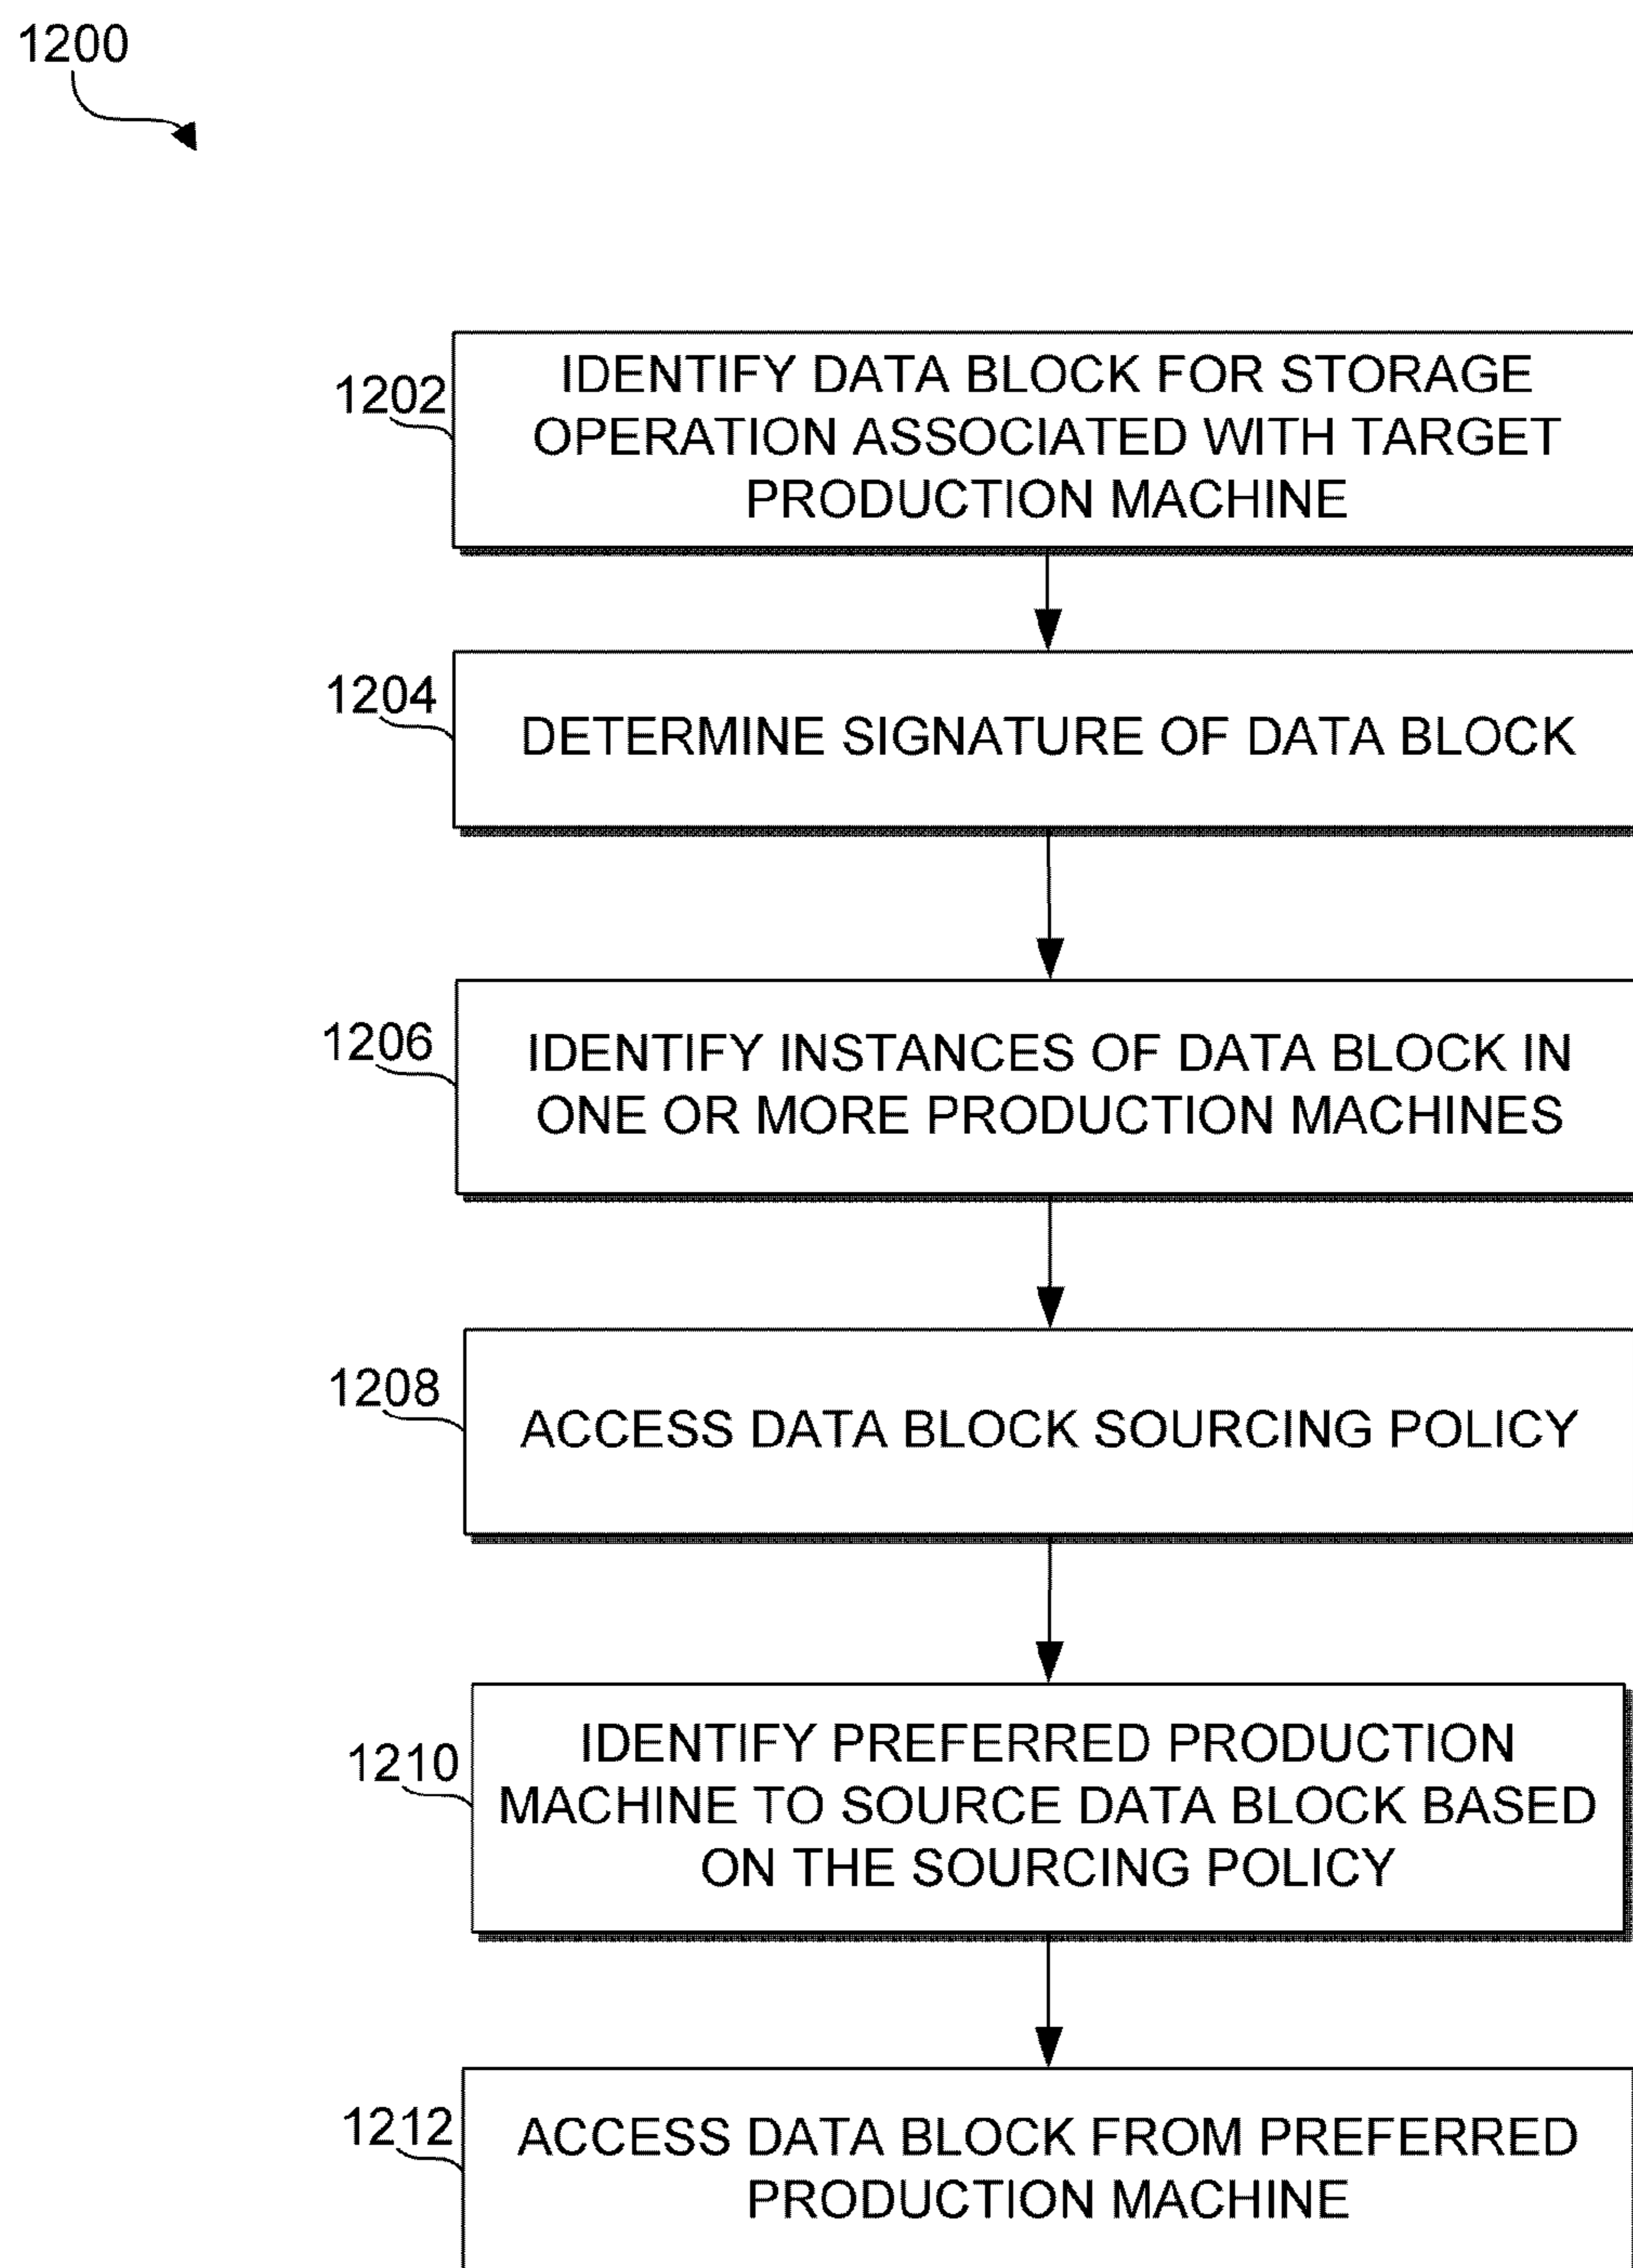 1200
1202
IDENTIFY DATA BLOCK FOR STORAGE
OPERATION ASSOCIATED WITH TARGET
PRODUCTION MACHINE
1204
DETERMINE SIGNATURE OF DATA BLOCK
1206
IDENTIFY INSTANCES OF DATA BLOCK IN
ONE OR MORE PRODUCTION MACHINES
1208
ACCESS DATA BLOCK SOURCING POLICY
1210
IDENTIFY PREFERRED PRODUCTION
MACHINE TO SOURCE DATA BLOCK BASED
ON THE SOURCING POLICY
1212
ACCESS DATA BLOCK FROM PREFERRED
PRODUCTION MACHINE